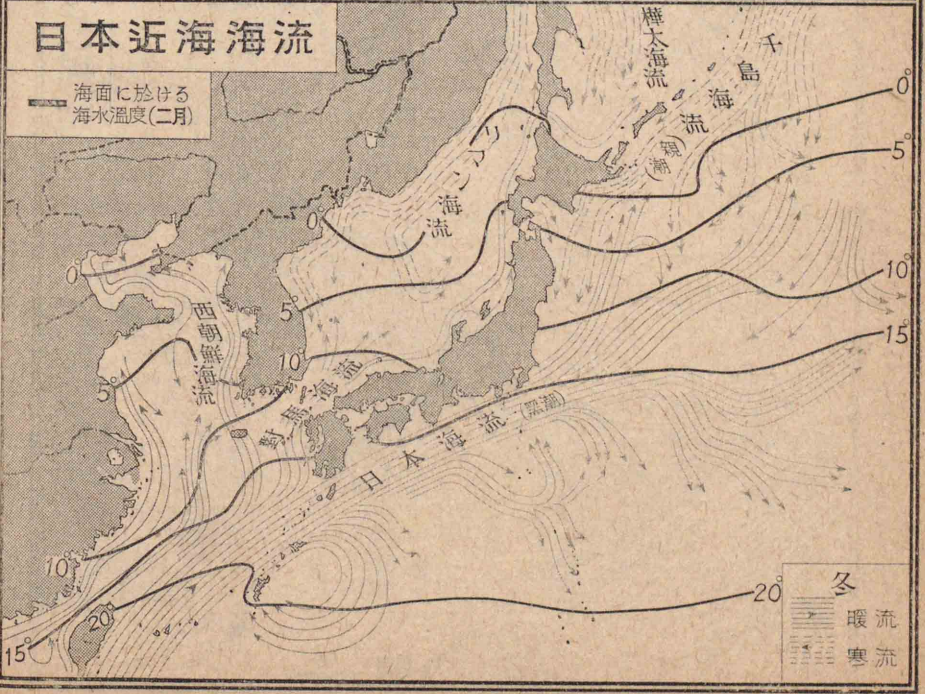 日本近海海流
海面に於ける
海水溫度(二月)
樺太海流
千島海流
(親潮)
リマン海流
西朝鮮海流
對馬海流
日本海流
(黑潮)
0°
5°
10°
15°
20°
0°
5°
10°
0°
5°
10°
15°
20°
冬
暖流
寒流